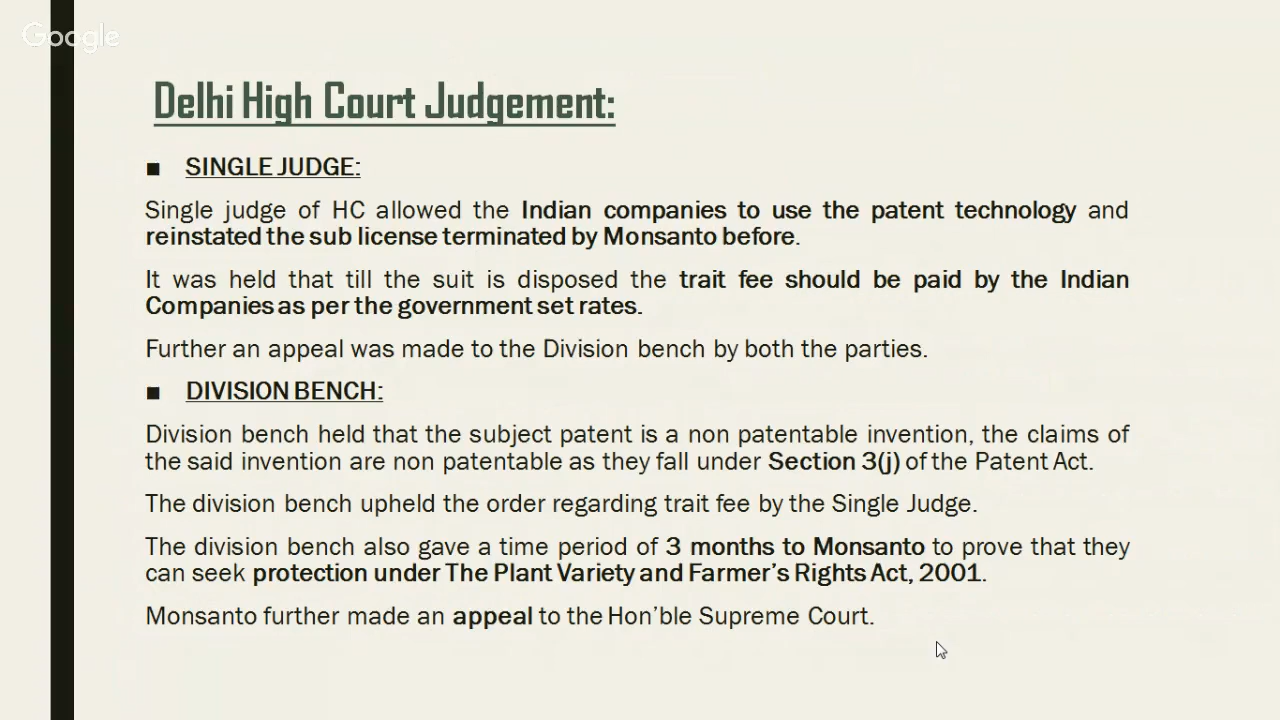 Google
Delhi High Court Judgement:
■ SINGLE JUDGE:
Single judge of HC allowed the Indian companies to use the patent technology and
reinstated the sub license terminated by Monsanto before.
It was held that till the suit is disposed the trait fee should be paid by the Indian
Companies as per the government set rates.
Further an appeal was made to the Division bench by both the parties.
■ DIVISION BENCH:
Division bench held that the subject patent is a non patentable invention, the claims of
the said invention are non patentable as they fall under Section 3(j) of the Patent Act.
The division bench upheld the order regarding trait fee by the Single Judge.
The division bench also gave a time period of 3 months to Monsanto to prove that they
can seek protection under The Plant Variety and Farmer’s Rights Act, 2001.
Monsanto further made an appeal to the Hon’ble Supreme Court.